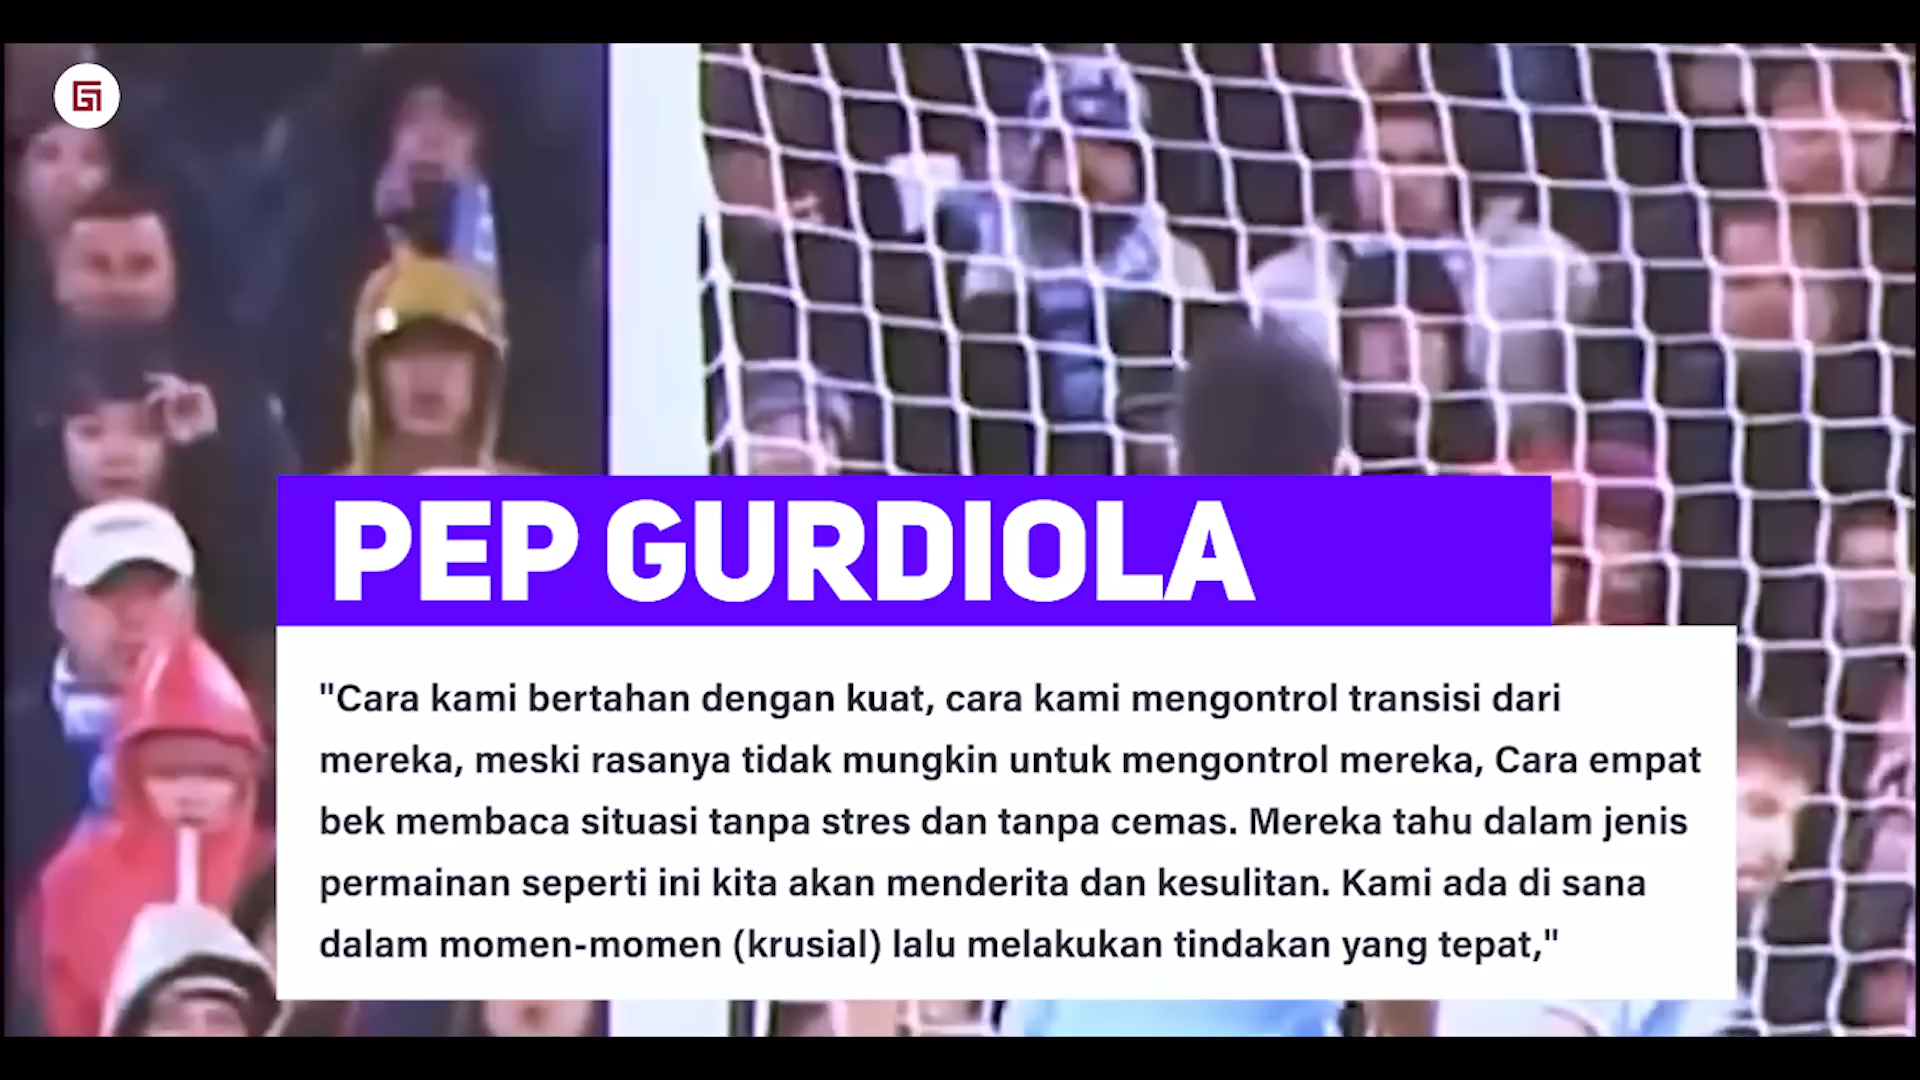 PEP GURDIOLA
"Cara kami bertahan dengan kuat, cara kami mengontrol transisi dari
mereka, meski rasanya tidak mungkin untuk mengontrol mereka, Cara empat
bek membaca situasi tanpa stres dan tanpa cemas. Mereka tahu dalam jenis
permainan seperti ini kita akan menderita dan kesulitan. Kami ada di sana
dalam momen-momen (krusial) lalu melakukan tindakan yang tepat,"